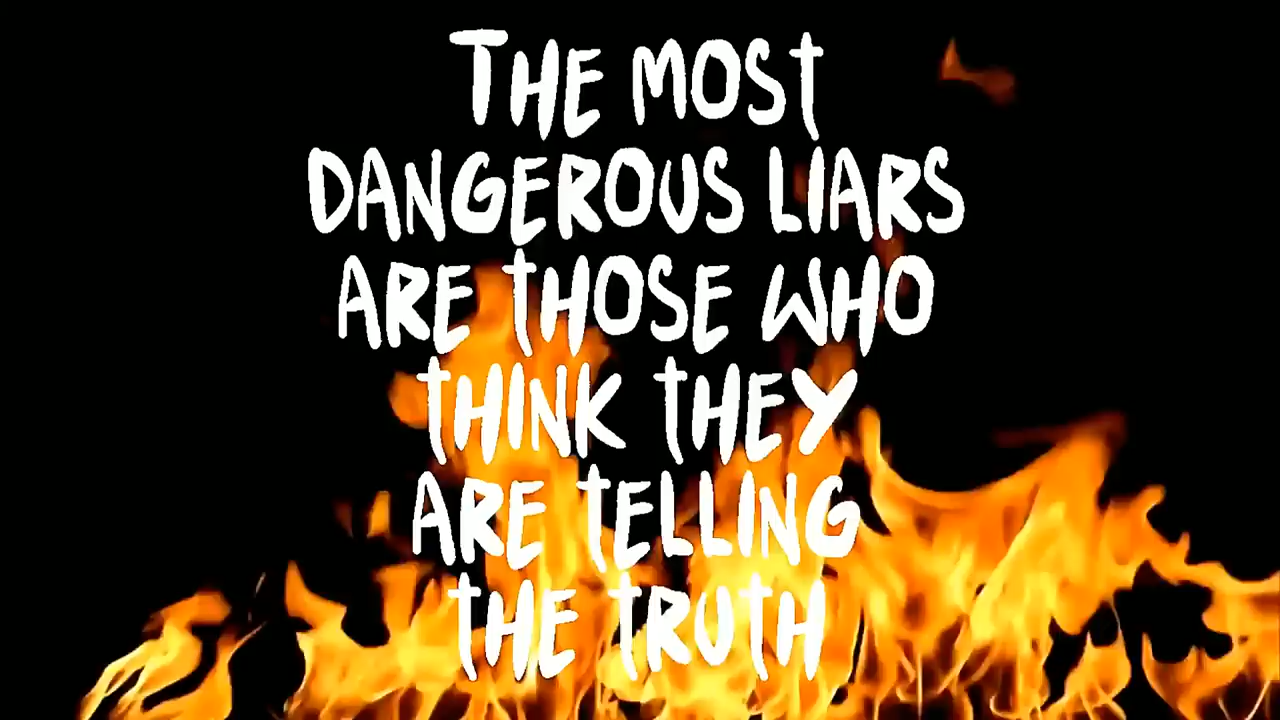 THE MOST
DANGEROUS LIARS
ARE THOSE WHO
THINK THEY
ARE TELLING
THE TRUTH